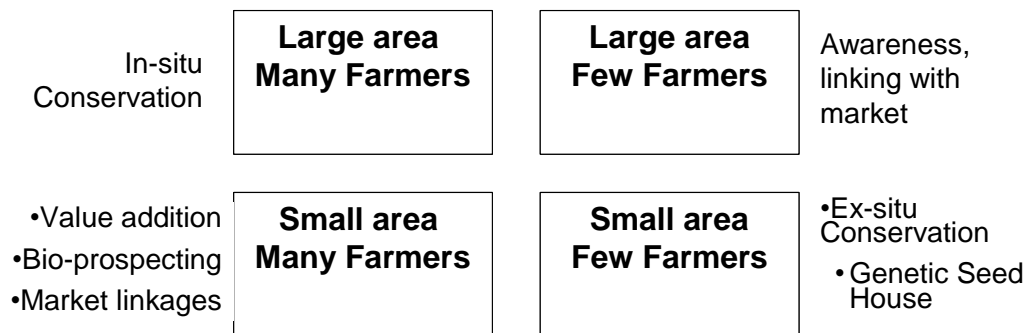 In-situ
Conservation
Large area
Many Farmers
Large area
Few Farmers
Awareness,
linking with
market
•Value addition
•Bio-prospecting
•Market linkages
Small area
Many Farmers
Small area
Few Farmers
•Ex-situ
Conservation
• Genetic Seed
House